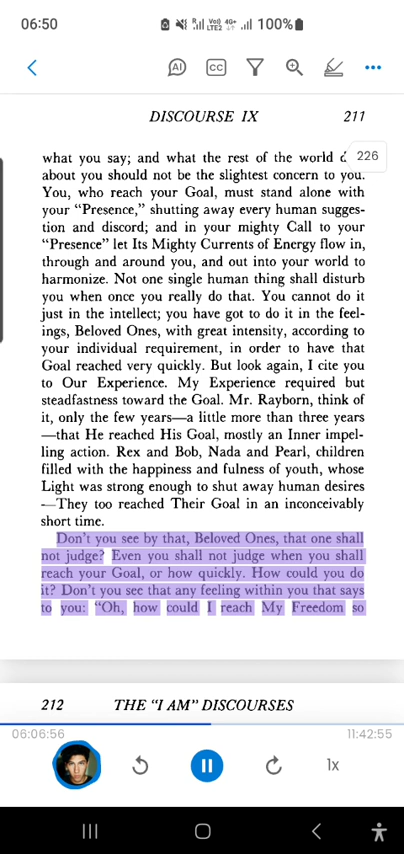 06:50
Vo)) 4G+
R LTE2 100%
AI CC
DISCOURSE IX 211
226
what you say; and what the rest of the world
about you should not be the slightest concern to you.
You, who reach your Goal, must stand alone with
your “Presence,” shutting away every human sugges-
tion and discord; and in your mighty Call to your
“Presence” let Its Mighty Currents of Energy flow in,
through and around you, and out into your world to
harmonize. Not one single human thing shall disturb
you when once you really do that. You cannot do it
just in the intellect; you have got to do it in the feel-
ings, Beloved Ones, with great intensity, according to
your individual requirement, in order to have that
Goal reached very quickly. But look again, I cite you
to Our Experience. My Experience required but
steadfastness toward the Goal. Mr. Rayborn, think of
it, only the few years—a little more than three years
—that He reached His Goal, mostly an Inner impel-
ling action. Rex and Bob, Nada and Pearl, children
filled with the happiness and fulness of youth, whose
Light was strong enough to shut away human desires
—They too reached Their Goal in an inconceivably
short time.
Don’t you see by that, Beloved Ones, that one shall
not judge? Even you shall not judge when you shall
reach your Goal, or how quickly. How could you do
it? Don’t you see that any feeling within you that says
to you: “Oh, how could I reach My Freedom so
212 THE “I AM” DISCOURSES
06:06:56 11:42:55
1x